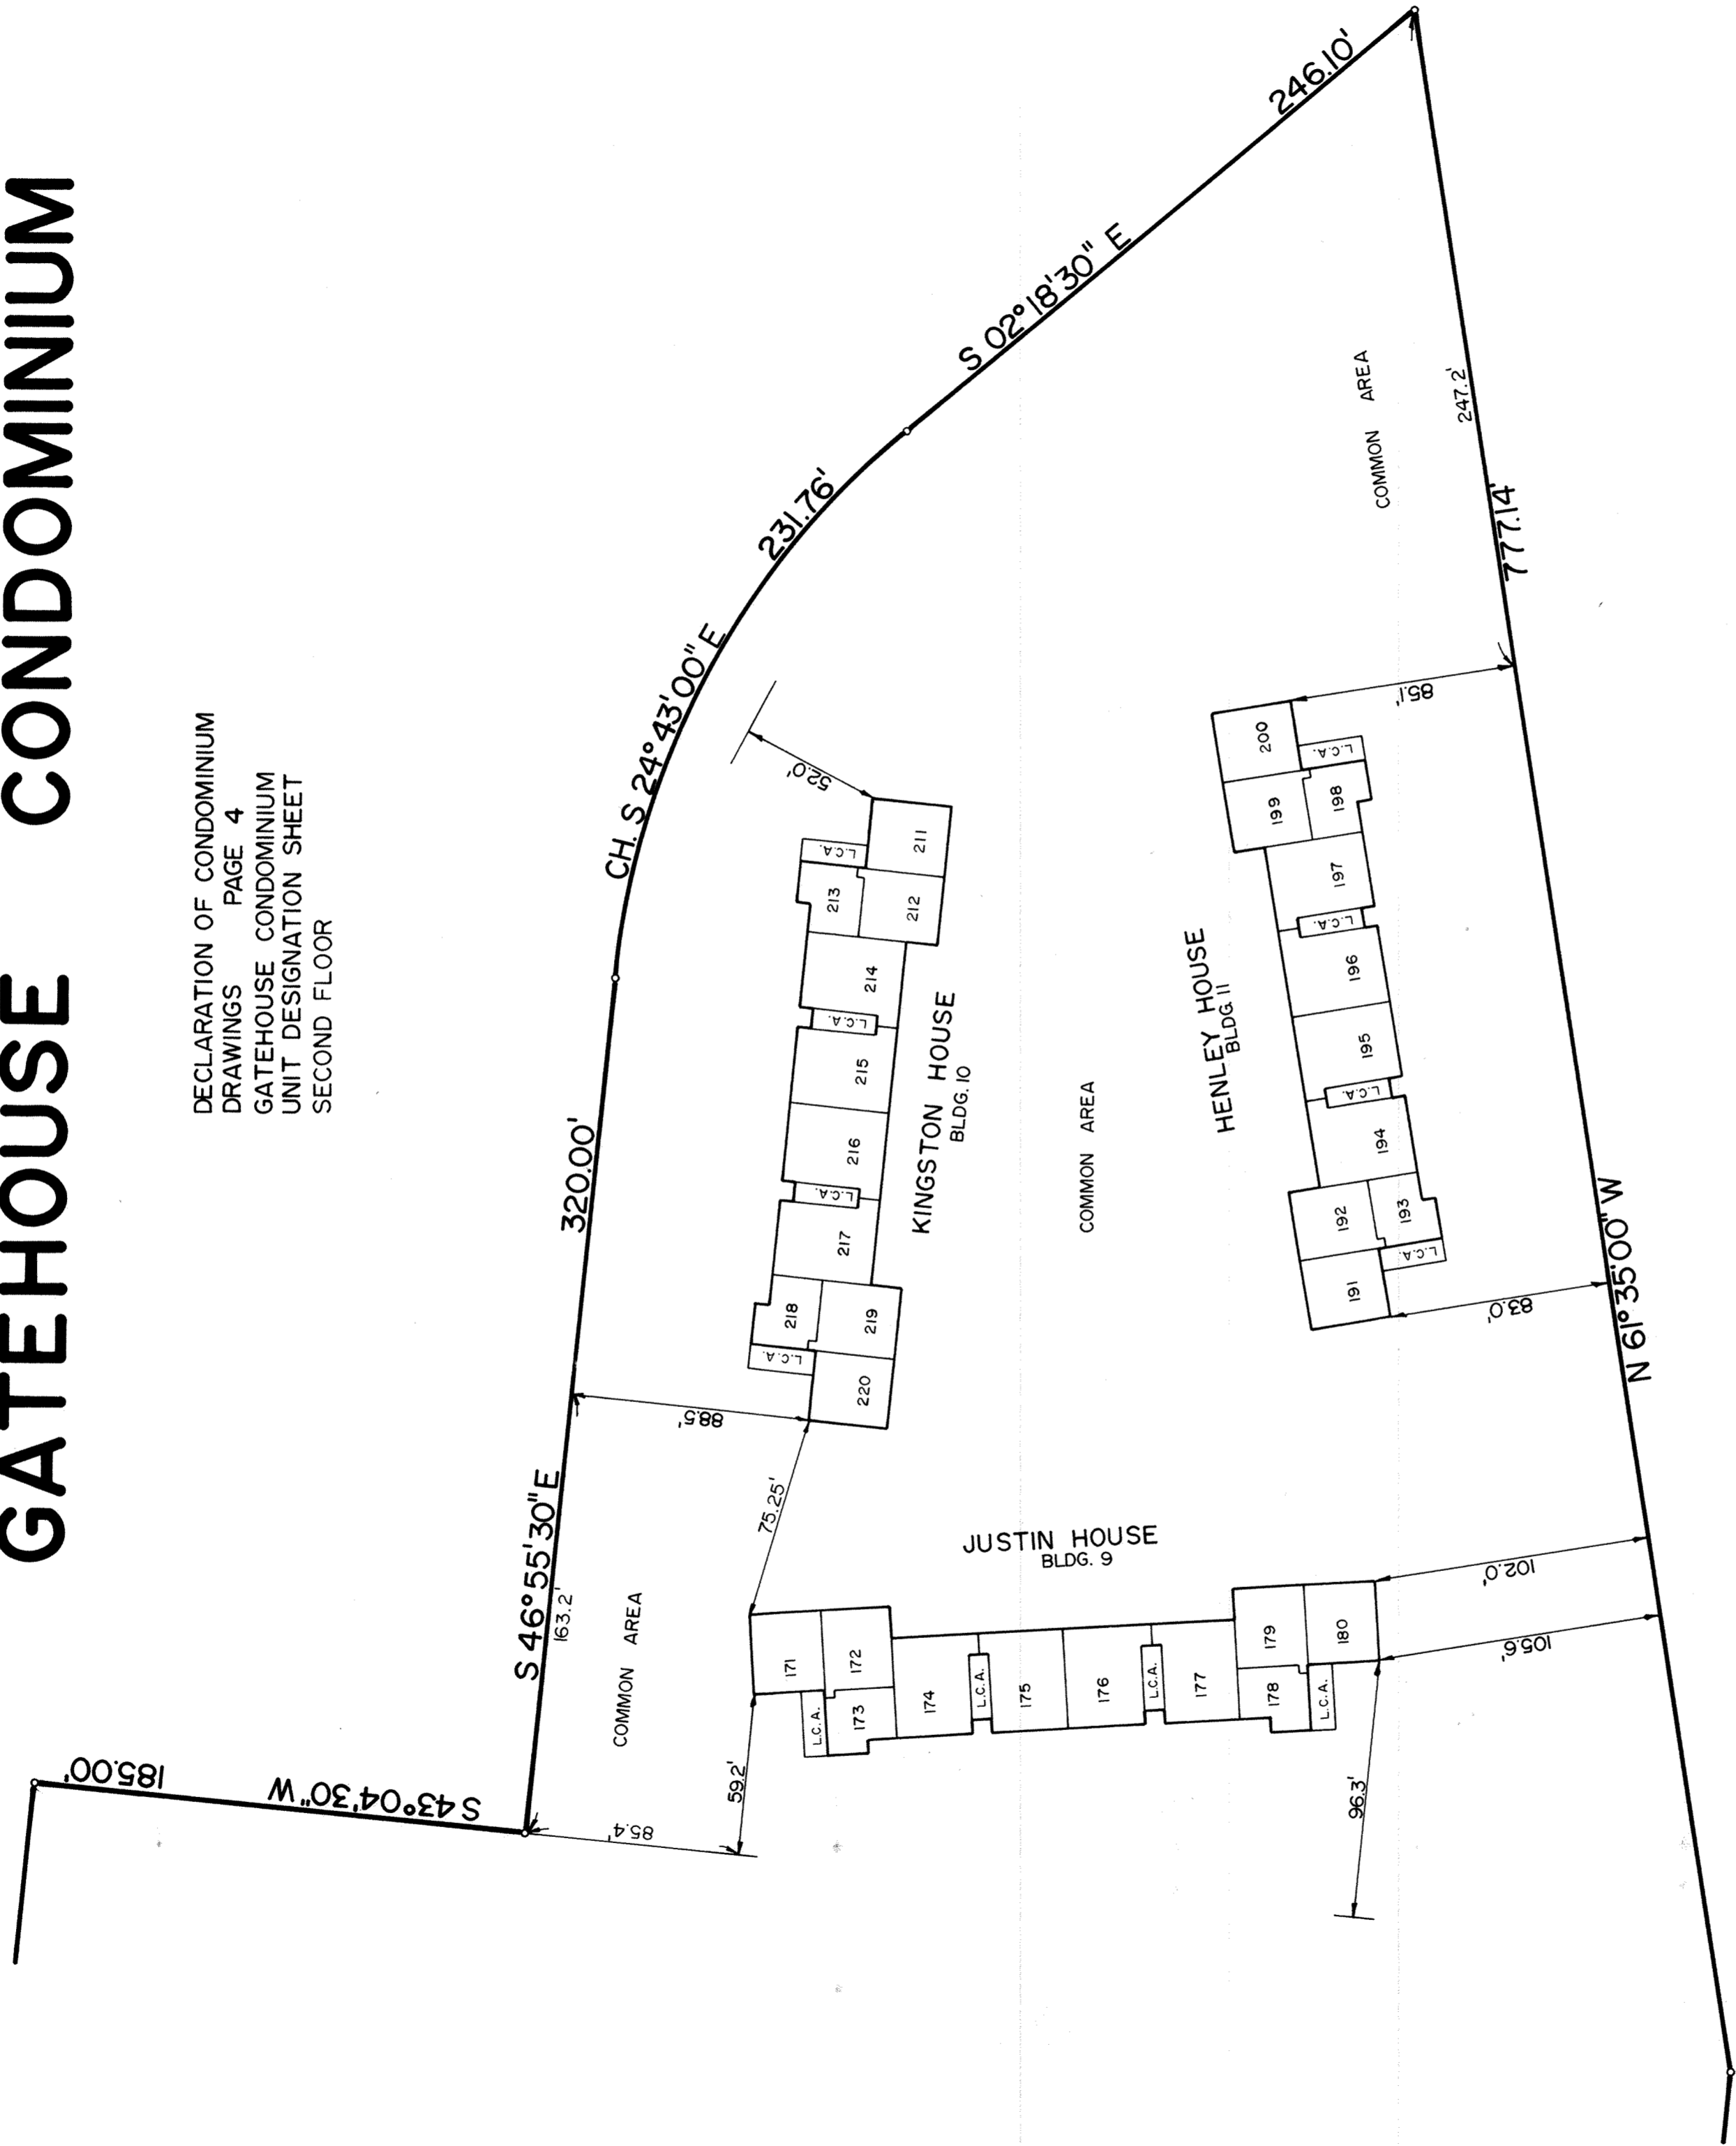 GATEHOUSE CONDOMINIUM
DECLARATION OF CONDOMINIUM
DRAWINGS PAGE 4
GATEHOUSE CONDOMINIUM
UNIT DESIGNATION SHEET
SECOND FLOOR
185.00'
S 43° 04' 30" W
S 46° 55' 30" E
320.00'
163.2'
CH. S 24° 43' 00" E
231.76'
S 02° 18' 30" E
246.10'
N 61° 35' 00" W
777.14'
247.2'
85.4'
59.2'
75.25'
88.5'
52.0'
96.3'
105.6'
102.0'
83.0'
85.1'
COMMON AREA
COMMON AREA
COMMON AREA
JUSTIN HOUSE
BLDG. 9
171
172
173
L.C.A.
174
L.C.A.
175
176
L.C.A.
177
178
179
180
L.C.A.
KINGSTON HOUSE
BLDG. 10
220
219
218
L.C.A.
217
L.C.A.
216
215
L.C.A.
214
213
212
211
L.C.A.
HENLEY HOUSE
BLDG 11
191
192
193
L.C.A.
194
L.C.A.
195
196
L.C.A.
197
198
199
200
L.C.A.